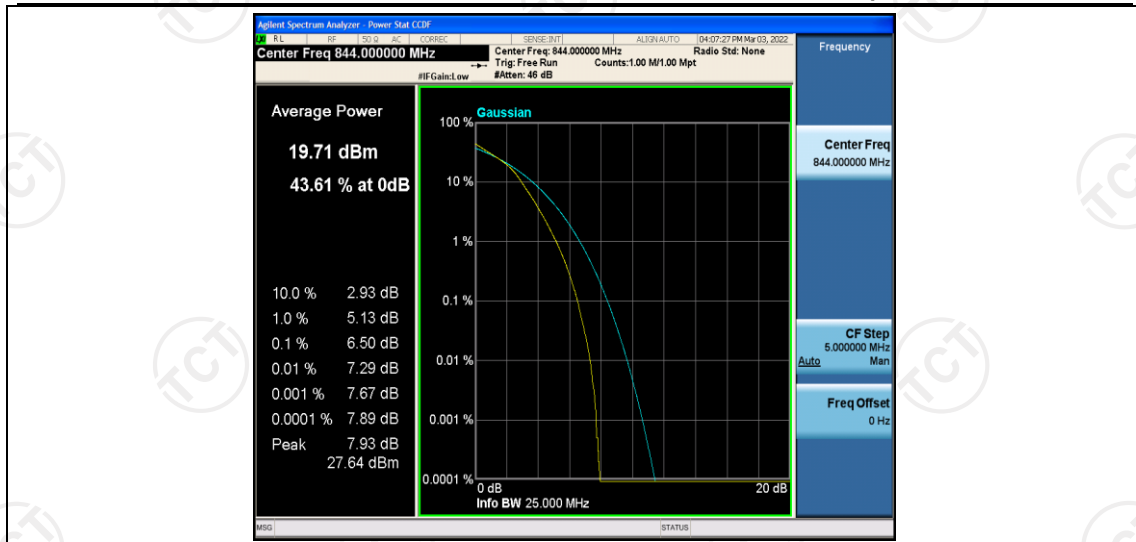 Agilent Spectrum Analyzer - Power Stat CCDF
RL RF 50 Ω AC CORREC SENSE:INT ALIGNAUTO 04:07:27 PM Mar 03, 2022
Center Freq 844.000000 MHz
Center Freq: 844.000000 MHz Radio Std: None
Trig: Free Run Counts:1.00 M/1.00 Mpt
#IFGain:Low #Atten: 46 dB
Frequency
Average Power
19.71 dBm
43.61 % at 0dB
10.0 % 2.93 dB
1.0 % 5.13 dB
0.1 % 6.50 dB
0.01 % 7.29 dB
0.001 % 7.67 dB
0.0001 % 7.89 dB
Peak 7.93 dB
27.64 dBm
Gaussian
100 %
10 %
1 %
0.1 %
0.01 %
0.001 %
0.0001 %
0 dB 20 dB
Info BW 25.000 MHz
Center Freq
844.000000 MHz
CF Step
5.000000 MHz
Auto Man
Freq Offset
0 Hz
MSG STATUS
TCT
TCT
TCT
TCT